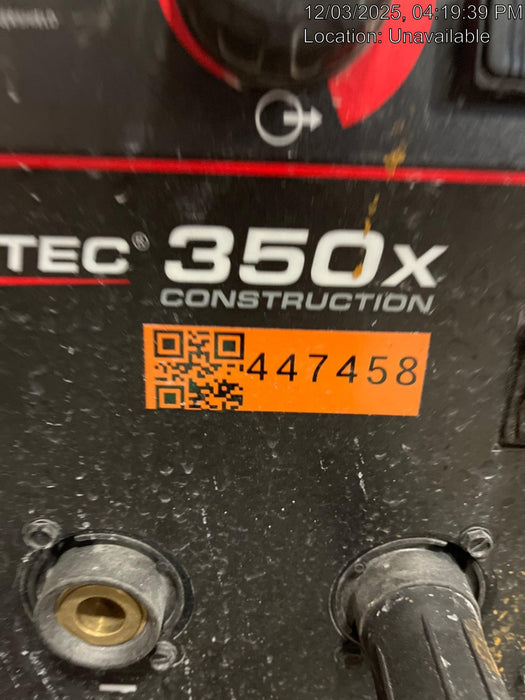 12/03/2025, 04:19:39 PM
Location: Unavailable
TEC® 350X
CONSTRUCTION
447458